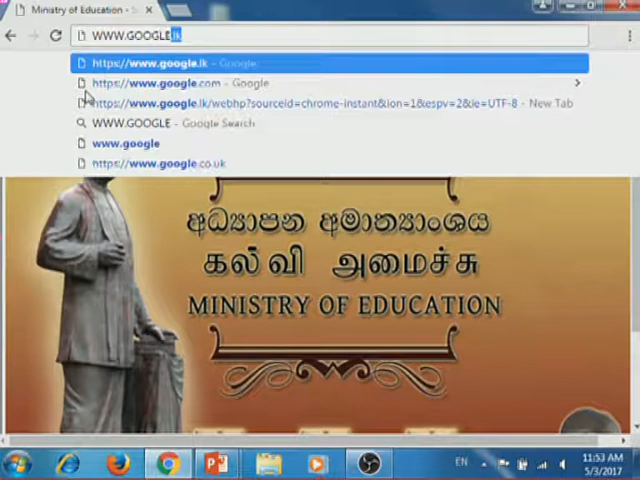 Ministry of Education - S
WWW.GOOGLE.lk
https://www.google.lk - Google
https://www.google.com - Google
https://www.google.lk/webhp?sourceid=chrome-instant&ion=1&espv=2&ie=UTF-8 - New Tab
WWW.GOOGLE - Google Search
www.google
https://www.google.co.uk
අධ්‍යාපන අමාත්‍යාංශය
கல்வி அமைச்சு
MINISTRY OF EDUCATION
EN
11:53 AM
5/3/2017